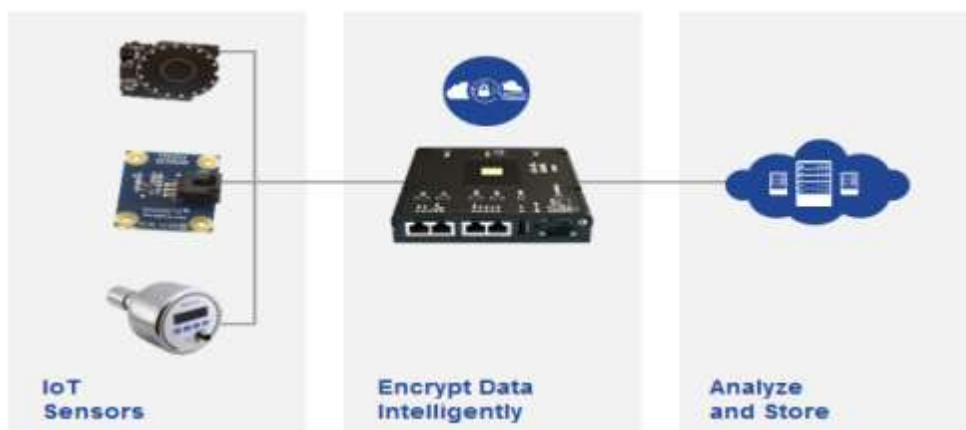 IoT
Sensors
Encrypt Data
Intelligently
Analyze
and Store